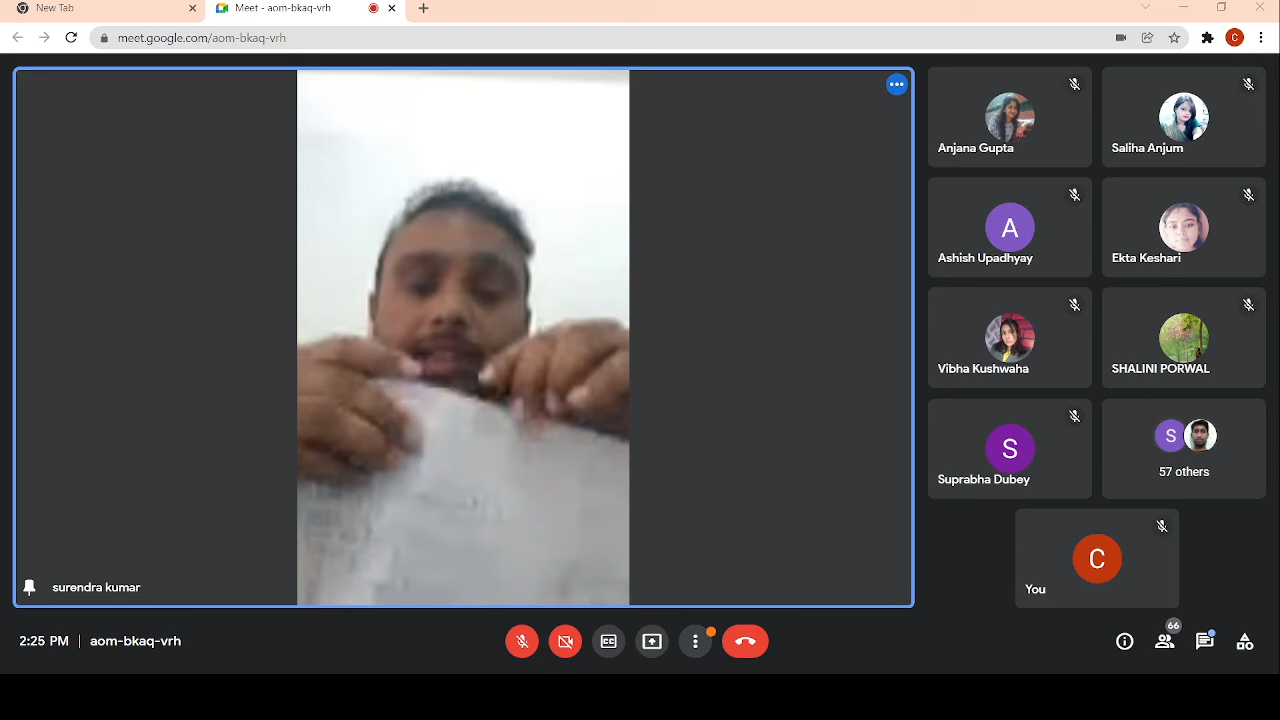 New Tab
Meet - aom-bkaq-vrh
meet.google.com/aom-bkaq-vrh
C
Anjana Gupta
Saliha Anjum
A
Ashish Upadhyay
Ekta Keshari
Vibha Kushwaha
SHALINI PORWAL
S
Suprabha Dubey
S
57 others
C
You
surendra kumar
2:25 PM | aom-bkaq-vrh
CC
66